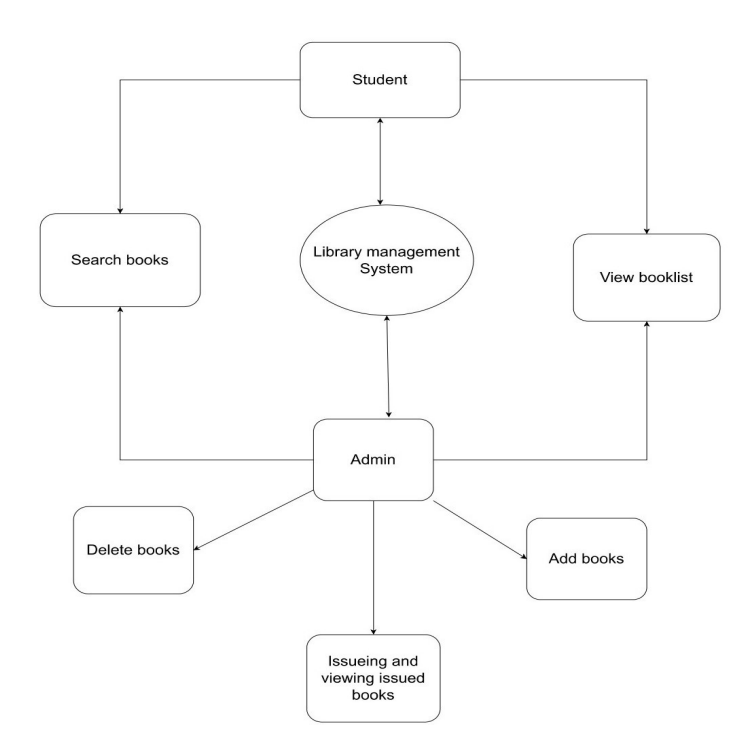 Student
Search books
Library management
System
View booklist
Admin
Delete books
Add books
Issueing and
viewing issued
books